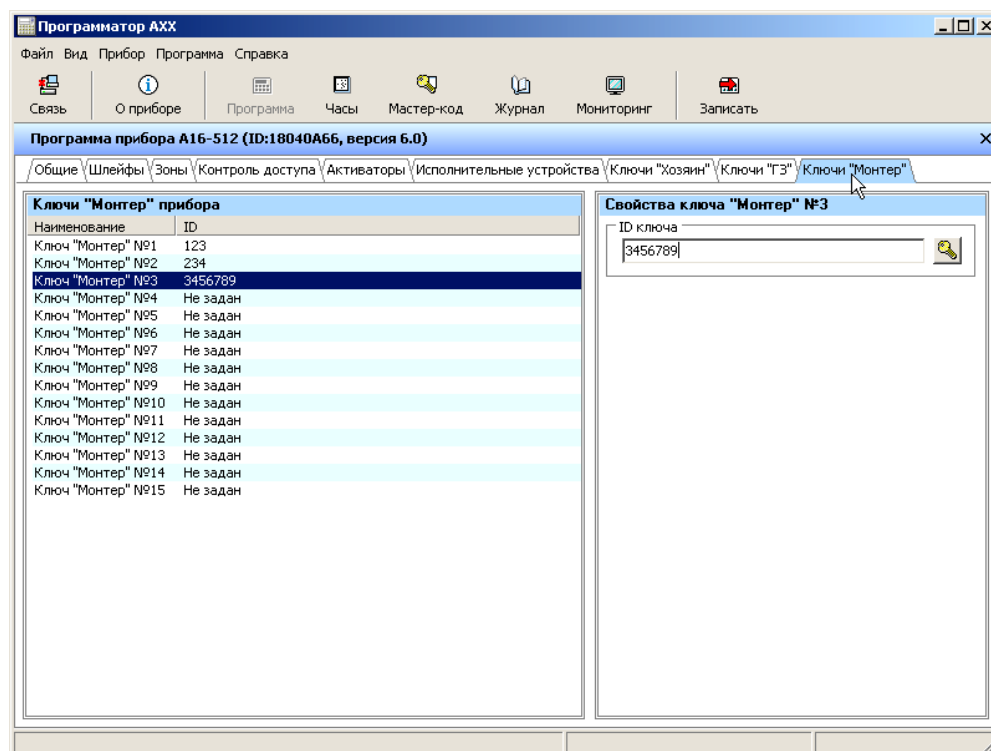 Программатор AXX
Файл Вид Прибор Программа Справка
Связь О приборе Программа Часы Мастер-код Журнал Мониторинг Записать
Программа прибора А16-512 (ID:18040A66, версия 6.0)
Общие Шлейфы Зоны Контроль доступа Активаторы Исполнительные устройства Ключи "Хозяин" Ключи "ГЗ" Ключи "Монтер"
Ключи "Монтер" прибора
Наименование ID
Ключ "Монтер" №1 123
Ключ "Монтер" №2 234
Ключ "Монтер" №3 3456789
Ключ "Монтер" №4 Не задан
Ключ "Монтер" №5 Не задан
Ключ "Монтер" №6 Не задан
Ключ "Монтер" №7 Не задан
Ключ "Монтер" №8 Не задан
Ключ "Монтер" №9 Не задан
Ключ "Монтер" №10 Не задан
Ключ "Монтер" №11 Не задан
Ключ "Монтер" №12 Не задан
Ключ "Монтер" №13 Не задан
Ключ "Монтер" №14 Не задан
Ключ "Монтер" №15 Не задан
Свойства ключа "Монтер" №3
ID ключа
3456789